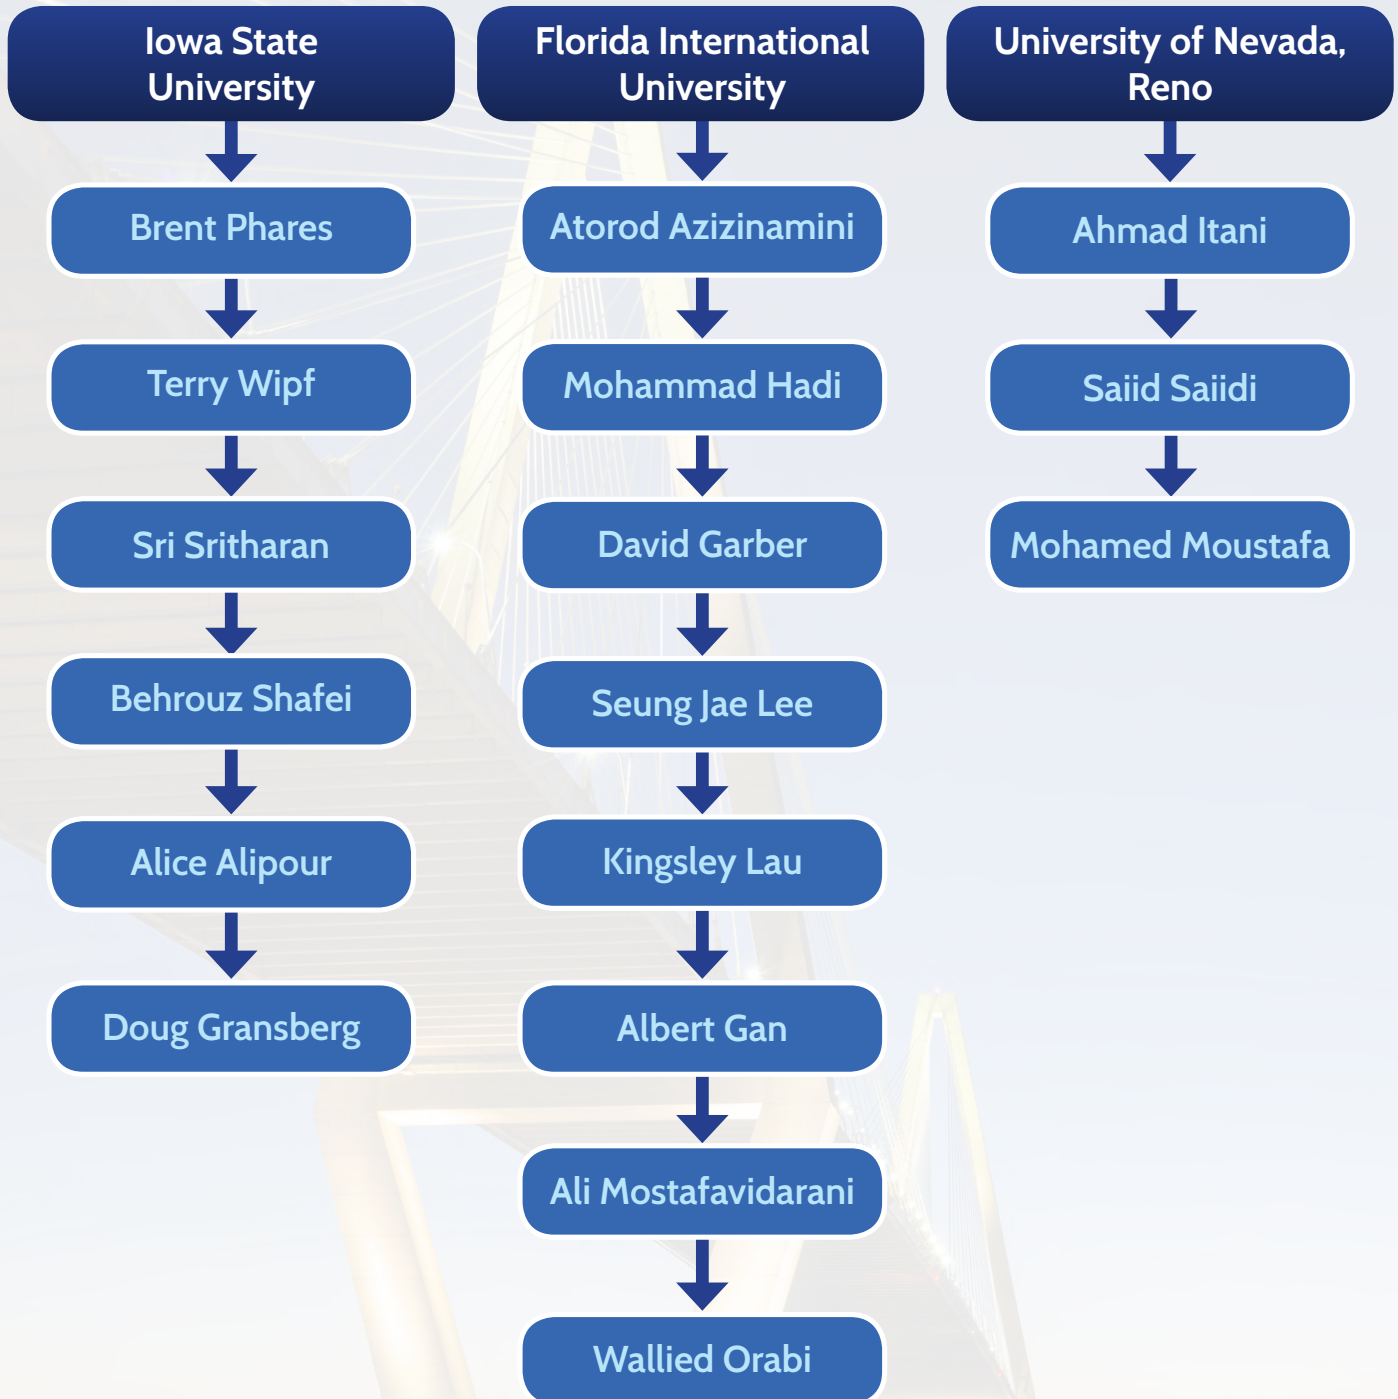 Iowa State
University
Brent Phares
Terry Wipf
Sri Sritharan
Behrouz Shafei
Alice Alipour
Doug Gransberg
Florida International
University
Atorod Azizinamini
Mohammad Hadi
David Garber
Seung Jae Lee
Kingsley Lau
Albert Gan
Ali Mostafavidarani
Wallied Orabi
University of Nevada,
Reno
Ahmad Itani
Saiid Saiidi
Mohamed Moustafa